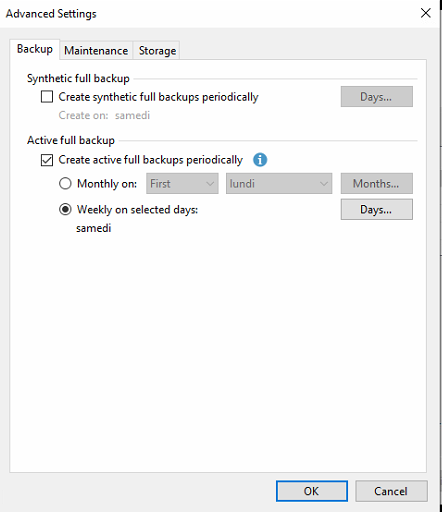 Advanced Settings
Backup Maintenance Storage
Synthetic full backup
Create synthetic full backups periodically Days...
Create on: samedi
Active full backup
Create active full backups periodically
Monthly on: First lundi Months...
Weekly on selected days: Days...
samedi
OK Cancel